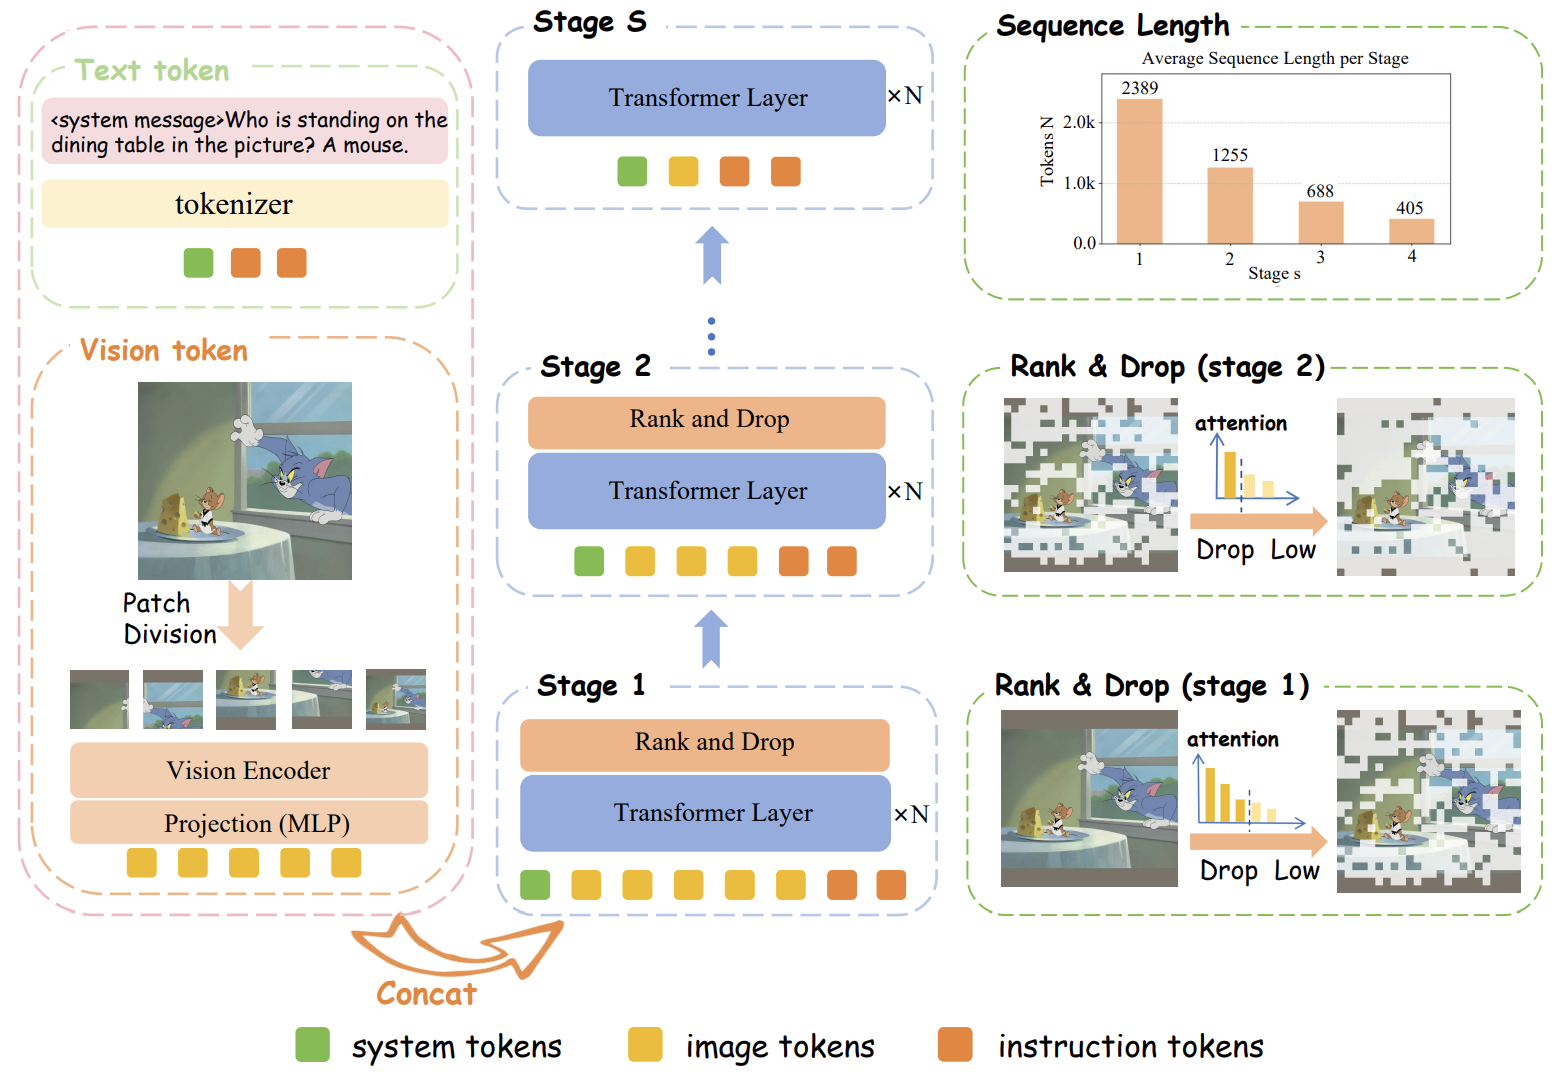 Text token
<system message>Who is standing on the
dining table in the picture? A mouse.
tokenizer
Vision token
Patch
Division
Vision Encoder
Projection (MLP)
Concat
Stage S
Transformer Layer
×N
Stage 2
Rank and Drop
Transformer Layer
×N
Stage 1
Rank and Drop
Transformer Layer
×N
Sequence Length
Average Sequence Length per Stage
Tokens N
2.0k
1.0k
0.0
2389
1255
688
405
1
2
3
4
Stage s
Rank & Drop (stage 2)
attention
Drop Low
Rank & Drop (stage 1)
attention
Drop Low
system tokens
image tokens
instruction tokens